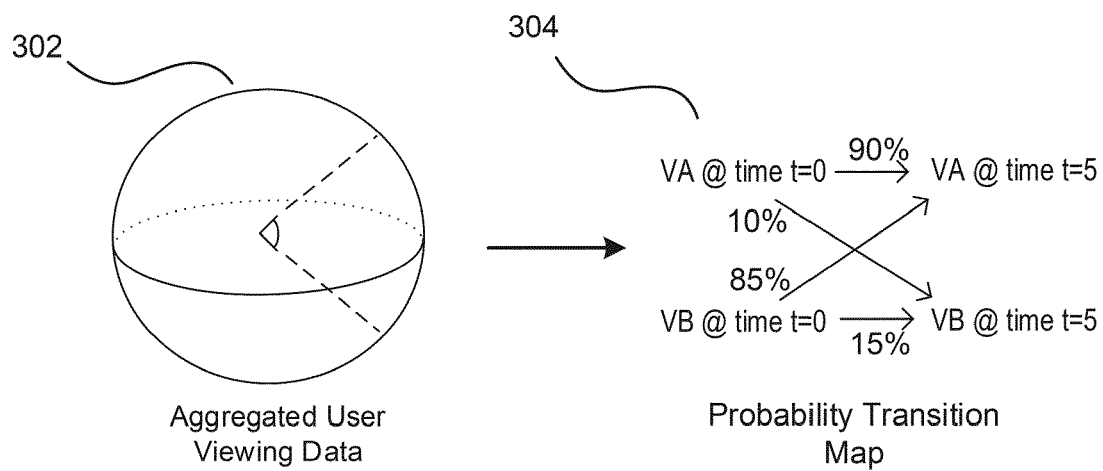 302
304
90%
VA @ time t=0
VA @ time t=5
10%
85%
VB @ time t=0
VB @ time t=5
15%
Aggregated User
Viewing Data
Probability Transition
Map